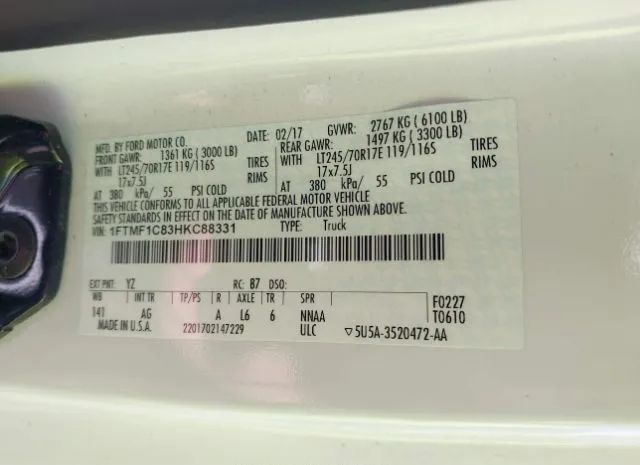 MFD. BY FORD MOTOR CO. DATE: 02/17 GVWR: 2767 KG ( 6100 LB)
FRONT GAWR: 1361 KG ( 3000 LB) REAR GAWR: 1497 KG ( 3300 LB)
WITH LT245/70R17E 119/116S TIRES WITH LT245/70R17E 119/116S TIRES
17x7.5J RIMS 17x7.5J RIMS
AT 380 kPa/ 55 PSI COLD AT 380 kPa/ 55 PSI COLD
THIS VEHICLE CONFORMS TO ALL APPLICABLE FEDERAL MOTOR VEHICLE
SAFETY STANDARDS IN EFFECT ON THE DATE OF MANUFACTURE SHOWN ABOVE.
VIN: 1FTMF1C83HKC88331 TYPE: Truck
EXT PNT: YZ RC: B7 DSO:
WB INT TR TP/PS R AXLE TR SPR F0227
141 AG A L6 6 NNAA T0610
MADE IN U.S.A. 2201702147229 ULC ▽5U5A-3520472-AA